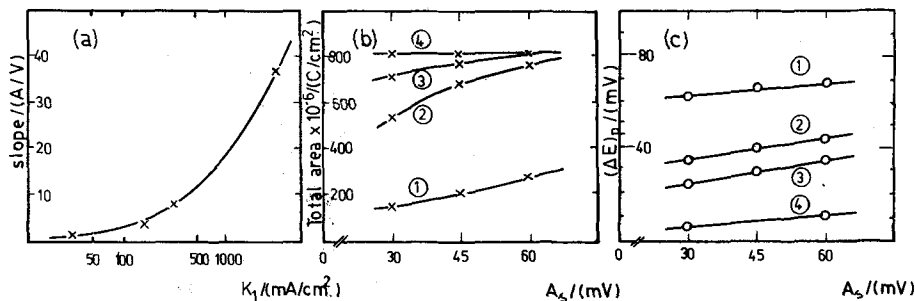 (a)
slope/(A/V)
40
30
20
10
50 100 500 1000
K₁/(mA/cm².)
(b)
Total area × 10⁻⁶/(C/cm².)
800
600
400
200
0
30 45 60
Aₛ/(mV)
④
③
②
①
(c)
(ΔE)ₚ/(mV)
80
40
0
30 45 60
Aₛ/(mV)
①
②
③
④